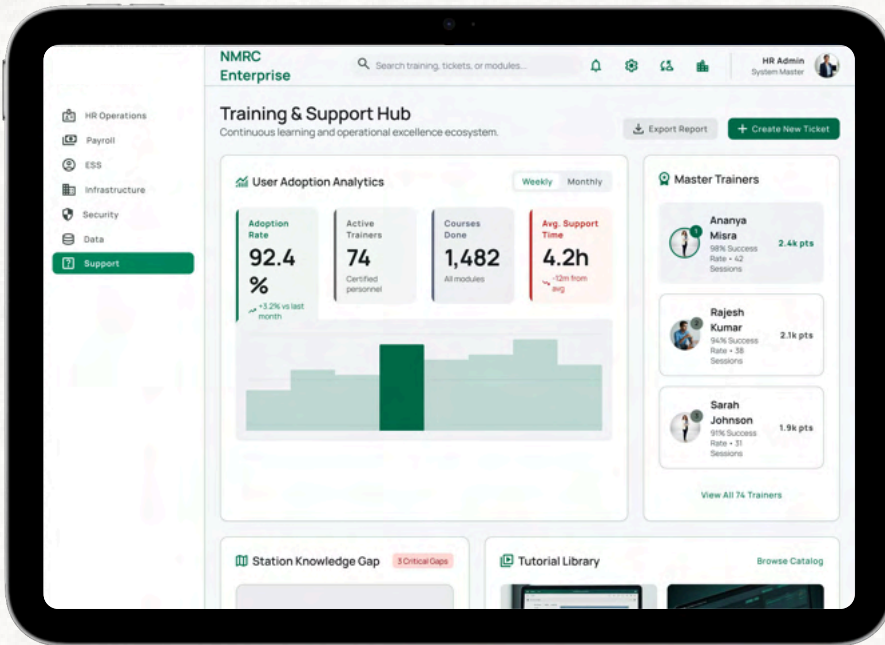 NMRC
Enterprise
Search training, tickets, or modules...
HR Admin
System Master
HR Operations
Payroll
ESS
Infrastructure
Security
Data
Support
Training & Support Hub
Continuous learning and operational excellence ecosystem.
Export Report
+ Create New Ticket
User Adoption Analytics
Weekly
Monthly
Adoption
Rate
92.4
%
+3.2% vs last
month
Active
Trainers
74
Certified
personnel
Courses
Done
1,482
All modules
Avg. Support
Time
4.2h
-12m from
avg
Master Trainers
1
Ananya
Misra
98% Success
Rate • 42
Sessions
2.4k pts
2
Rajesh
Kumar
94% Success
Rate • 38
Sessions
2.1k pts
3
Sarah
Johnson
91% Success
Rate • 31
Sessions
1.9k pts
View All 74 Trainers
Station Knowledge Gap
3 Critical Gaps
Tutorial Library
Browse Catalog